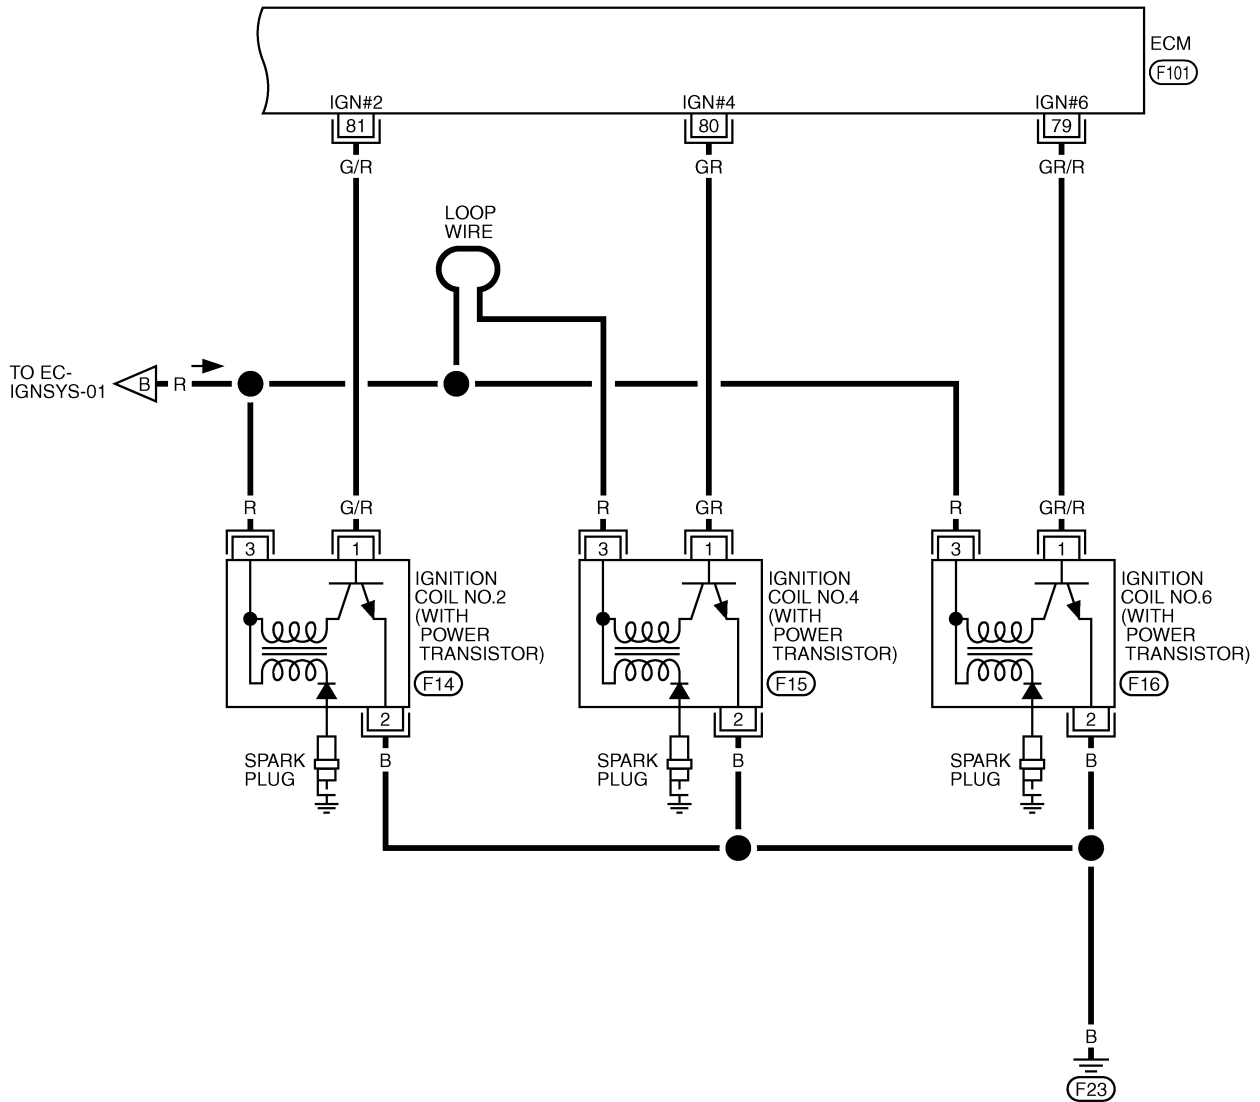 ECM
F101
IGN#2
IGN#4
IGN#6
81
80
79
G/R
GR
GR/R
LOOP
WIRE
TO EC-
IGNSYS-01
B
R
R
G/R
R
GR
R
GR/R
3
1
3
1
3
1
IGNITION
COIL NO.2
(WITH
POWER
TRANSISTOR)
F14
IGNITION
COIL NO.4
(WITH
POWER
TRANSISTOR)
F15
IGNITION
COIL NO.6
(WITH
POWER
TRANSISTOR)
F16
2
2
2
SPARK
PLUG
B
SPARK
PLUG
B
SPARK
PLUG
B
B
F23